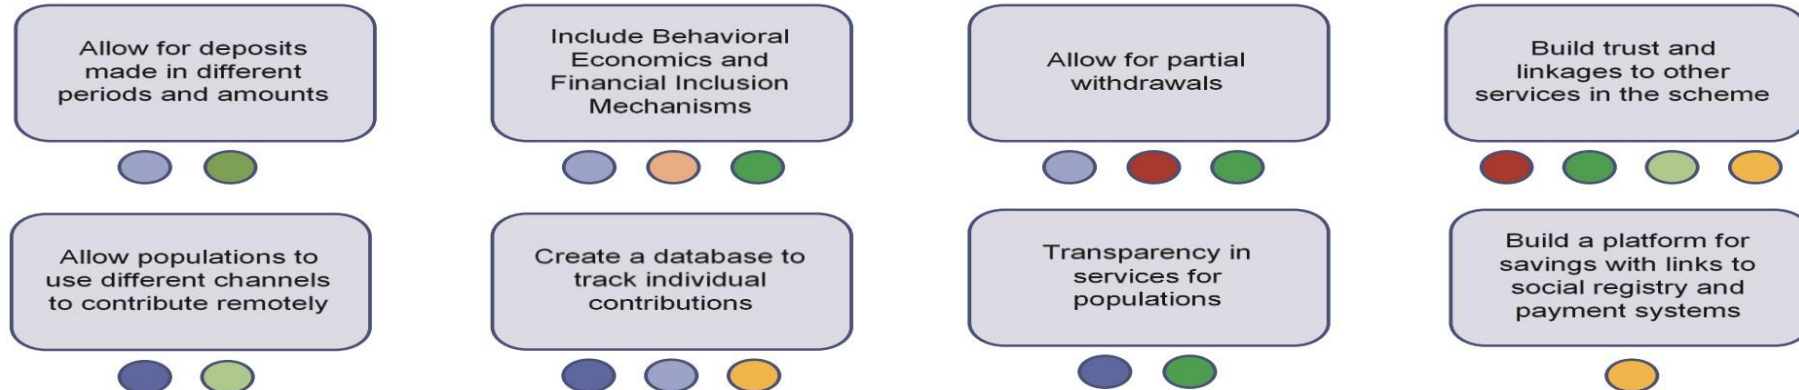 Allow for deposits
made in different
periods and amounts
Include Behavioral
Economics and
Financial Inclusion
Mechanisms
Allow for partial
withdrawals
Build trust and
linkages to other
services in the scheme
Allow populations to
use different channels
to contribute remotely
Create a database to
track individual
contributions
Transparency in
services for
populations
Build a platform for
savings with links to
social registry and
payment systems